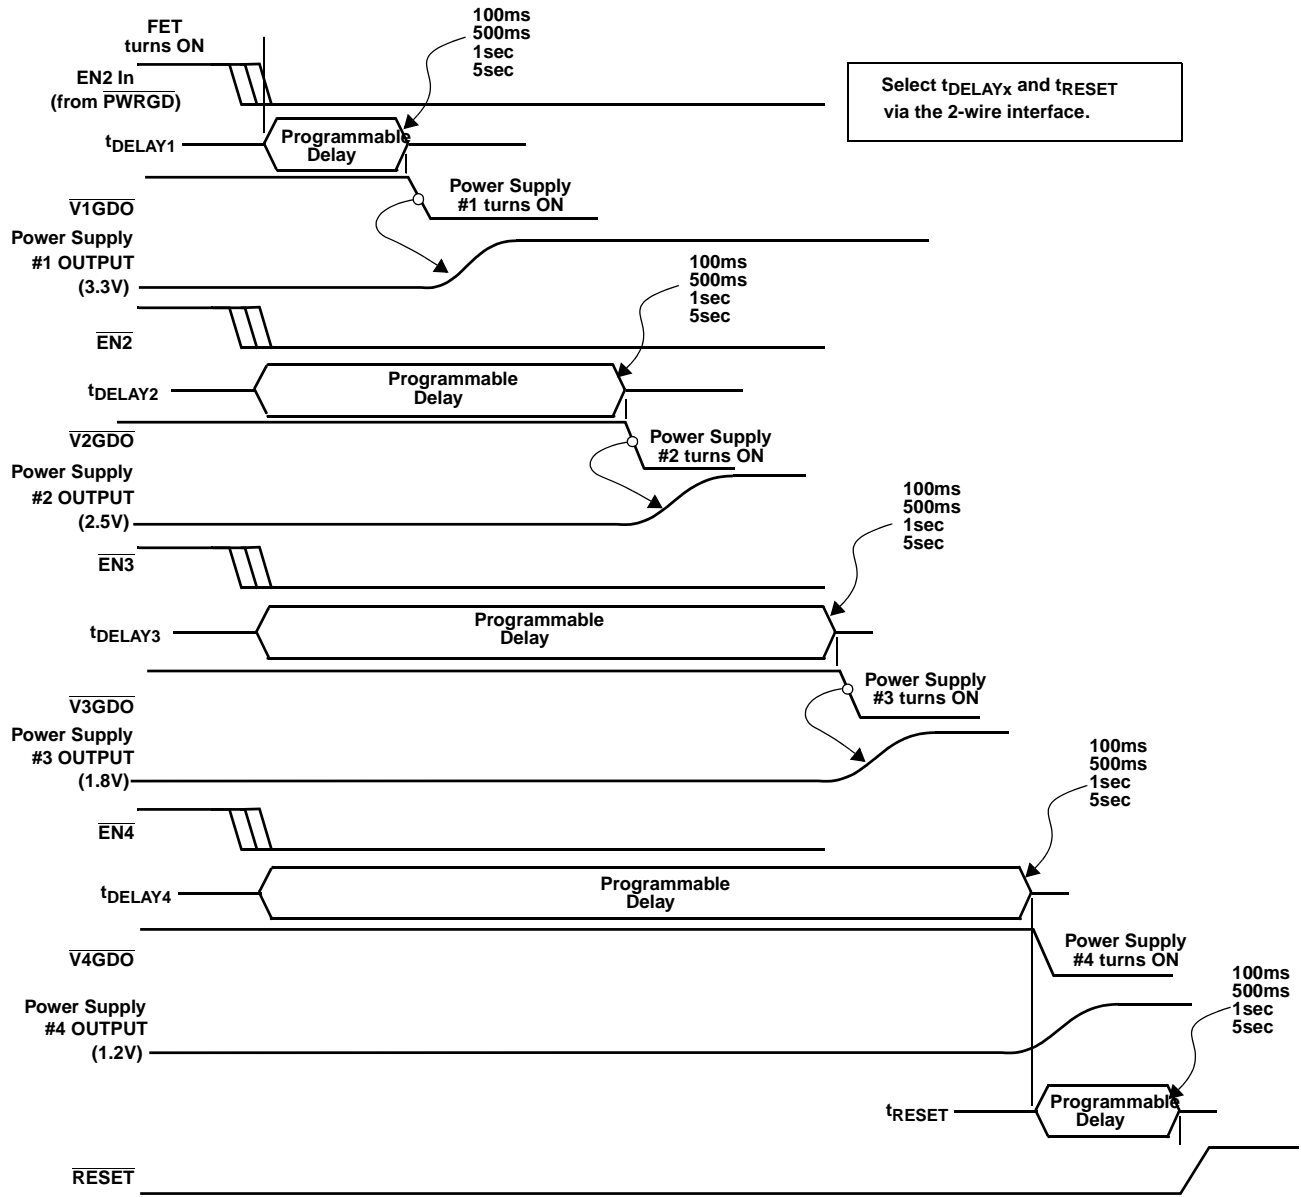 FET
turns ON
100ms
500ms
1sec
5sec
EN2 In
(from PWRGD)
Select tDELAYx and tRESET
via the 2-wire interface.
tDELAY1
Programmable
Delay
V1GDO
Power Supply
#1 turns ON
Power Supply
#1 OUTPUT
(3.3V)
100ms
500ms
1sec
5sec
EN2
tDELAY2
Programmable
Delay
V2GDO
Power Supply
#2 turns ON
Power Supply
#2 OUTPUT
(2.5V)
100ms
500ms
1sec
5sec
EN3
tDELAY3
Programmable
Delay
V3GDO
Power Supply
#3 turns ON
Power Supply
#3 OUTPUT
(1.8V)
100ms
500ms
1sec
5sec
EN4
tDELAY4
Programmable
Delay
V4GDO
Power Supply
#4 turns ON
Power Supply
#4 OUTPUT
(1.2V)
100ms
500ms
1sec
5sec
tRESET
Programmable
Delay
RESET